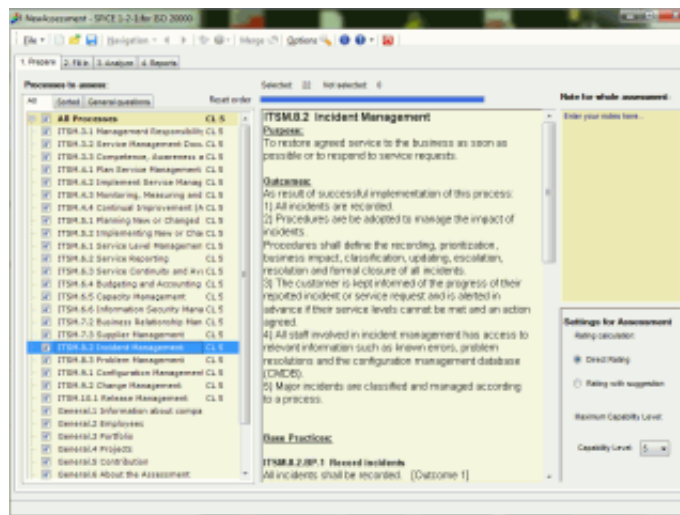 NewAssessment - SPICE 1-2-1 for ISO 20000
File
Navigation
Merge
Options
1. Prepare
2. Fill in
3. Analyze
4. Reports
Processes to assess:
All
Sorted
General questions
Reset order
All Processes CL 5
ITSM.3.1 Management Responsibility CL 5
ITSM.3.2 Service Management Docu CL 5
ITSM.3.3 Competence, Awareness a CL 5
ITSM.4.1 Plan Service Management CL 5
ITSM.4.2 Implement Service Manag CL 5
ITSM.4.3 Monitoring, Measuring and CL 5
ITSM.4.4 Continual Improvement (A CL 5
ITSM.5.1 Planning New or Changed CL 5
ITSM.5.2 Implementing New or Cha CL 5
ITSM.6.1 Service Level Managemen CL 5
ITSM.6.2 Service Reporting CL 5
ITSM.6.3 Service Continuity and Av CL 5
ITSM.6.4 Budgeting and Accounting CL 5
ITSM.6.5 Capacity Management CL 5
ITSM.6.6 Information Security Mana CL 5
ITSM.7.2 Business Relationship Man CL 5
ITSM.7.3 Supplier Management CL 5
ITSM.8.2 Incident Management CL 5
ITSM.8.3 Problem Management CL 5
ITSM.9.1 Configuration Management CL 5
ITSM.9.2 Change Management CL 5
ITSM.10.1 Release Management CL 5
General.1 Information about compa
General.2 Employees
General.3 Portfolio
General.4 Projects
General.5 Contribution
General.6 About the Assessment
Selected: 22 Not selected: 6
ITSM.8.2 Incident Management
Purpose:
To restore agreed service to the business as soon as
possible or to respond to service requests.
Outcomes:
As result of successful implementation of this process:
1) All incidents are recorded.
2) Procedures are adopted to manage the impact of
incidents.
Procedures shall define the recording, prioritization,
business impact, classification, updating, escalation,
resolution and formal closure of all incidents.
3) The customer is kept informed of the progress of their
reported incident or service request and is alerted in
advance if their service levels cannot be met and an action
agreed.
4) All staff involved in incident management has access to
relevant information such as known errors, problem
resolutions and the configuration management database
(CMDB).
5) Major incidents are classified and managed according
to a process.
Base Practices:
ITSM.8.2.BP.1 Record incidents
All incidents shall be recorded. [Outcome 1]
Note for whole assessment:
Enter your notes here...
Settings for Assessment
Rating calculation:
Direct Rating
Rating with suggestion
Maximum Capability Level:
Capability Level: 5